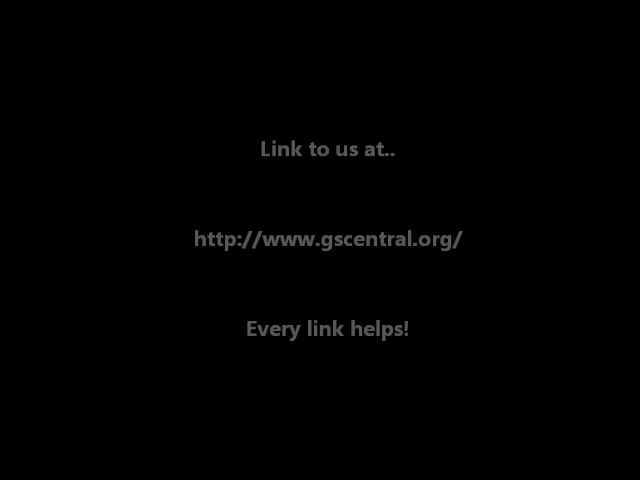 Link to us at..
http://www.gscentral.org/
Every link helps!